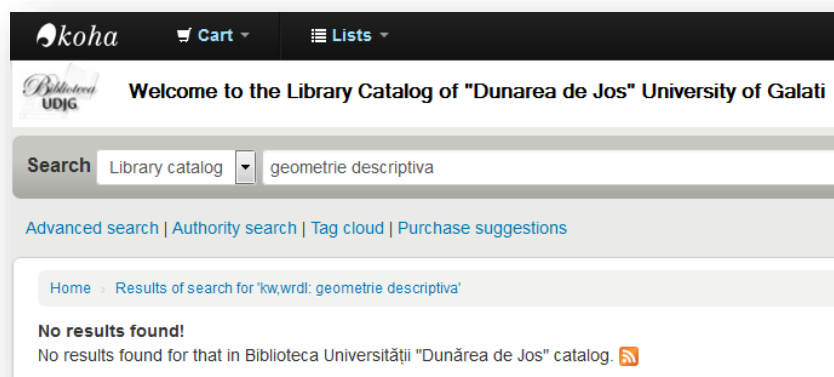 koha Cart Lists
Biblioteca
UDJG
Welcome to the Library Catalog of "Dunarea de Jos" University of Galati
Search Library catalog geometrie descriptiva
Advanced search | Authority search | Tag cloud | Purchase suggestions
Home › Results of search for 'kw,wrdl: geometrie descriptiva'
No results found!
No results found for that in Biblioteca Universității "Dunărea de Jos" catalog.